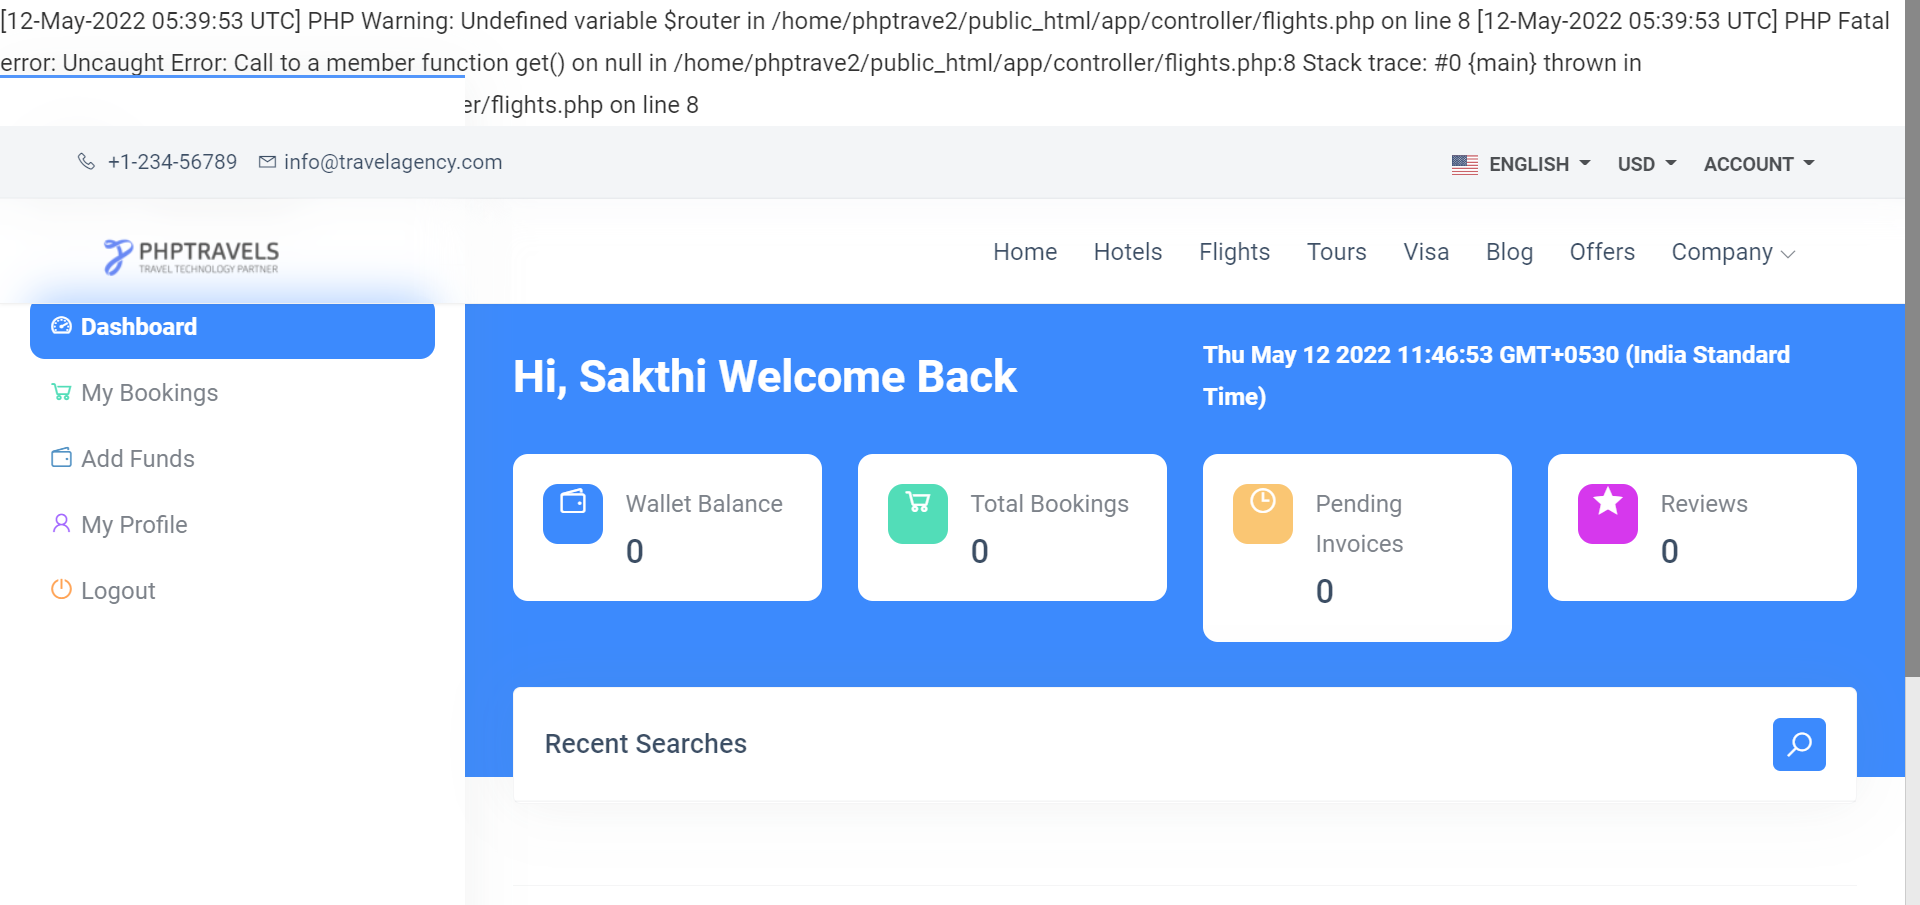 [12-May-2022 05:39:53 UTC] PHP Warning: Undefined variable $router in /home/phptrave2/public_html/app/controller/flights.php on line 8 [12-May-2022 05:39:53 UTC] PHP Fatal
error: Uncaught Error: Call to a member function get() on null in /home/phptrave2/public_html/app/controller/flights.php:8 Stack trace: #0 {main} thrown in
er/flights.php on line 8
+1-234-56789 info@travelagency.com
ENGLISH USD ACCOUNT
PHPTRAVELS
TRAVEL TECHNOLOGY PARTNER
Home Hotels Flights Tours Visa Blog Offers Company
Dashboard
My Bookings
Add Funds
My Profile
Logout
Hi, Sakthi Welcome Back
Thu May 12 2022 11:46:53 GMT+0530 (India Standard
Time)
Wallet Balance
0
Total Bookings
0
Pending
Invoices
0
Reviews
0
Recent Searches